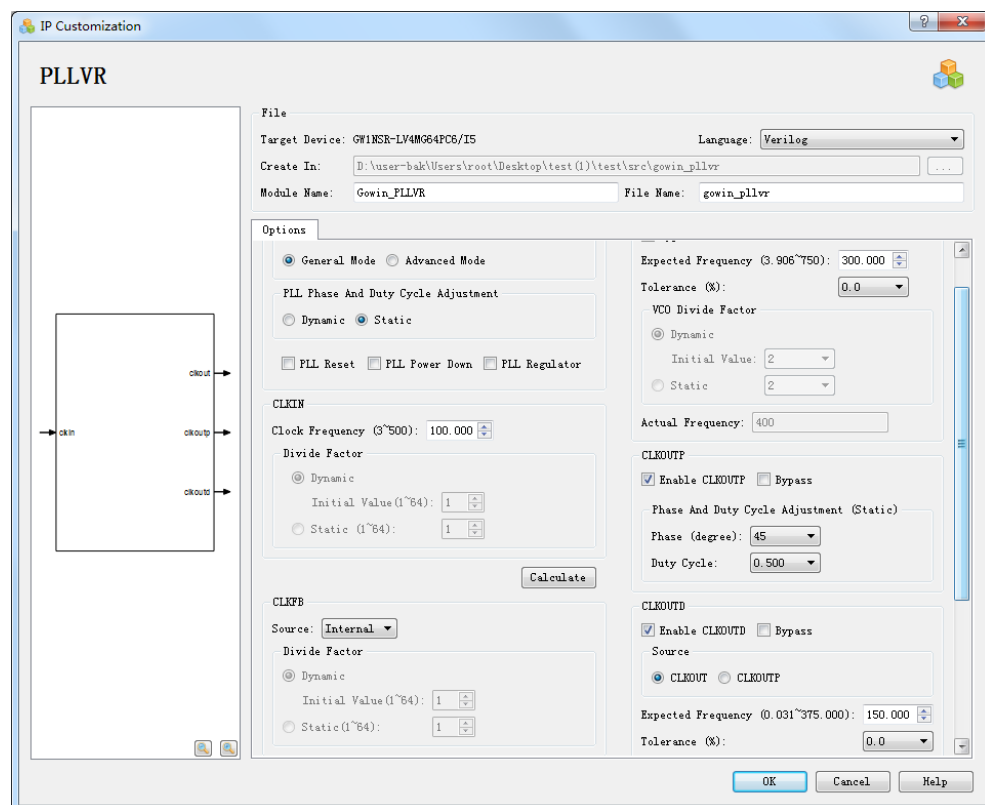 IP Customization
PLLVR
File
Target Device: GW1NSR-LV4MG64PC6/I5
Language: Verilog
Create In: D:\user-bak\Users\root\Desktop\test(1)\test\src\gowin_pllvr
...
Module Name: Gowin_PLLVR
File Name: gowin_pllvr
Options
General Mode Advanced Mode
PLL Phase And Duty Cycle Adjustment
Dynamic Static
PLL Reset PLL Power Down PLL Regulator
CLKIN
Clock Frequency (3~500): 100.000
Divide Factor
Dynamic
Initial Value(1~64): 1
Static (1~64): 1
Calculate
CLKFB
Source: Internal
Divide Factor
Dynamic
Initial Value(1~64): 1
Static(1~64): 1
Expected Frequency (3.906~750): 300.000
Tolerance (%): 0.0
VCO Divide Factor
Dynamic
Initial Value: 2
Static 2
Actual Frequency: 400
CLKOUTP
Enable CLKOUTP Bypass
Phase And Duty Cycle Adjustment (Static)
Phase (degree): 45
Duty Cycle: 0.500
CLKOUTD
Enable CLKOUTD Bypass
Source
CLKOUT CLKOUTP
Expected Frequency (0.031~375.000): 150.000
Tolerance (%): 0.0
clkin
clkout
clkoutp
clkoutd
OK Cancel Help